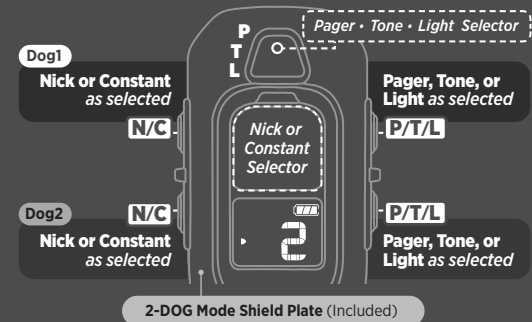 P
T
L
Pager • Tone • Light Selector
Dog1
Nick or Constant
as selected
N/C
Pager, Tone, or
Light as selected
P/T/L
Nick or
Constant
Selector
Dog2
N/C
Nick or Constant
as selected
2
P/T/L
Pager, Tone, or
Light as selected
2-DOG Mode Shield Plate (Included)